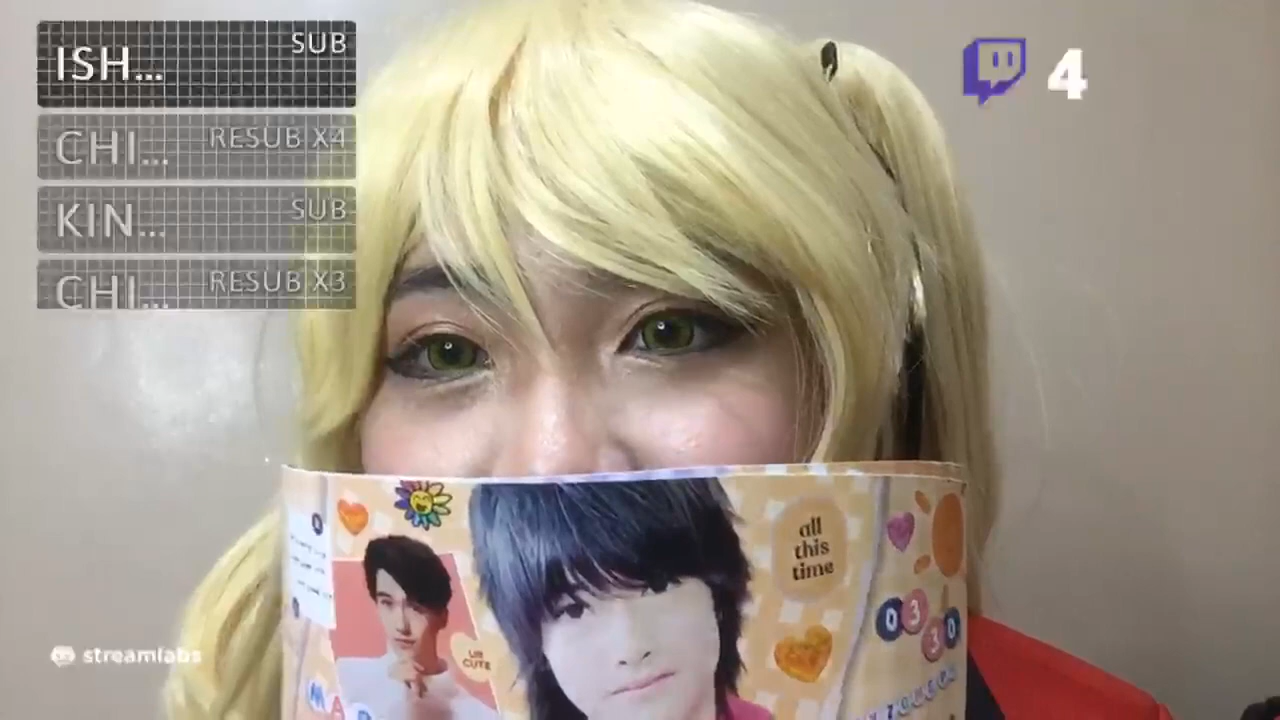 ISH...
SUB
CHI...
RESUB X4
KIN...
SUB
CHI...
RESUB X3
4
all
this
time
UR
CUTE
0330
streamlabs